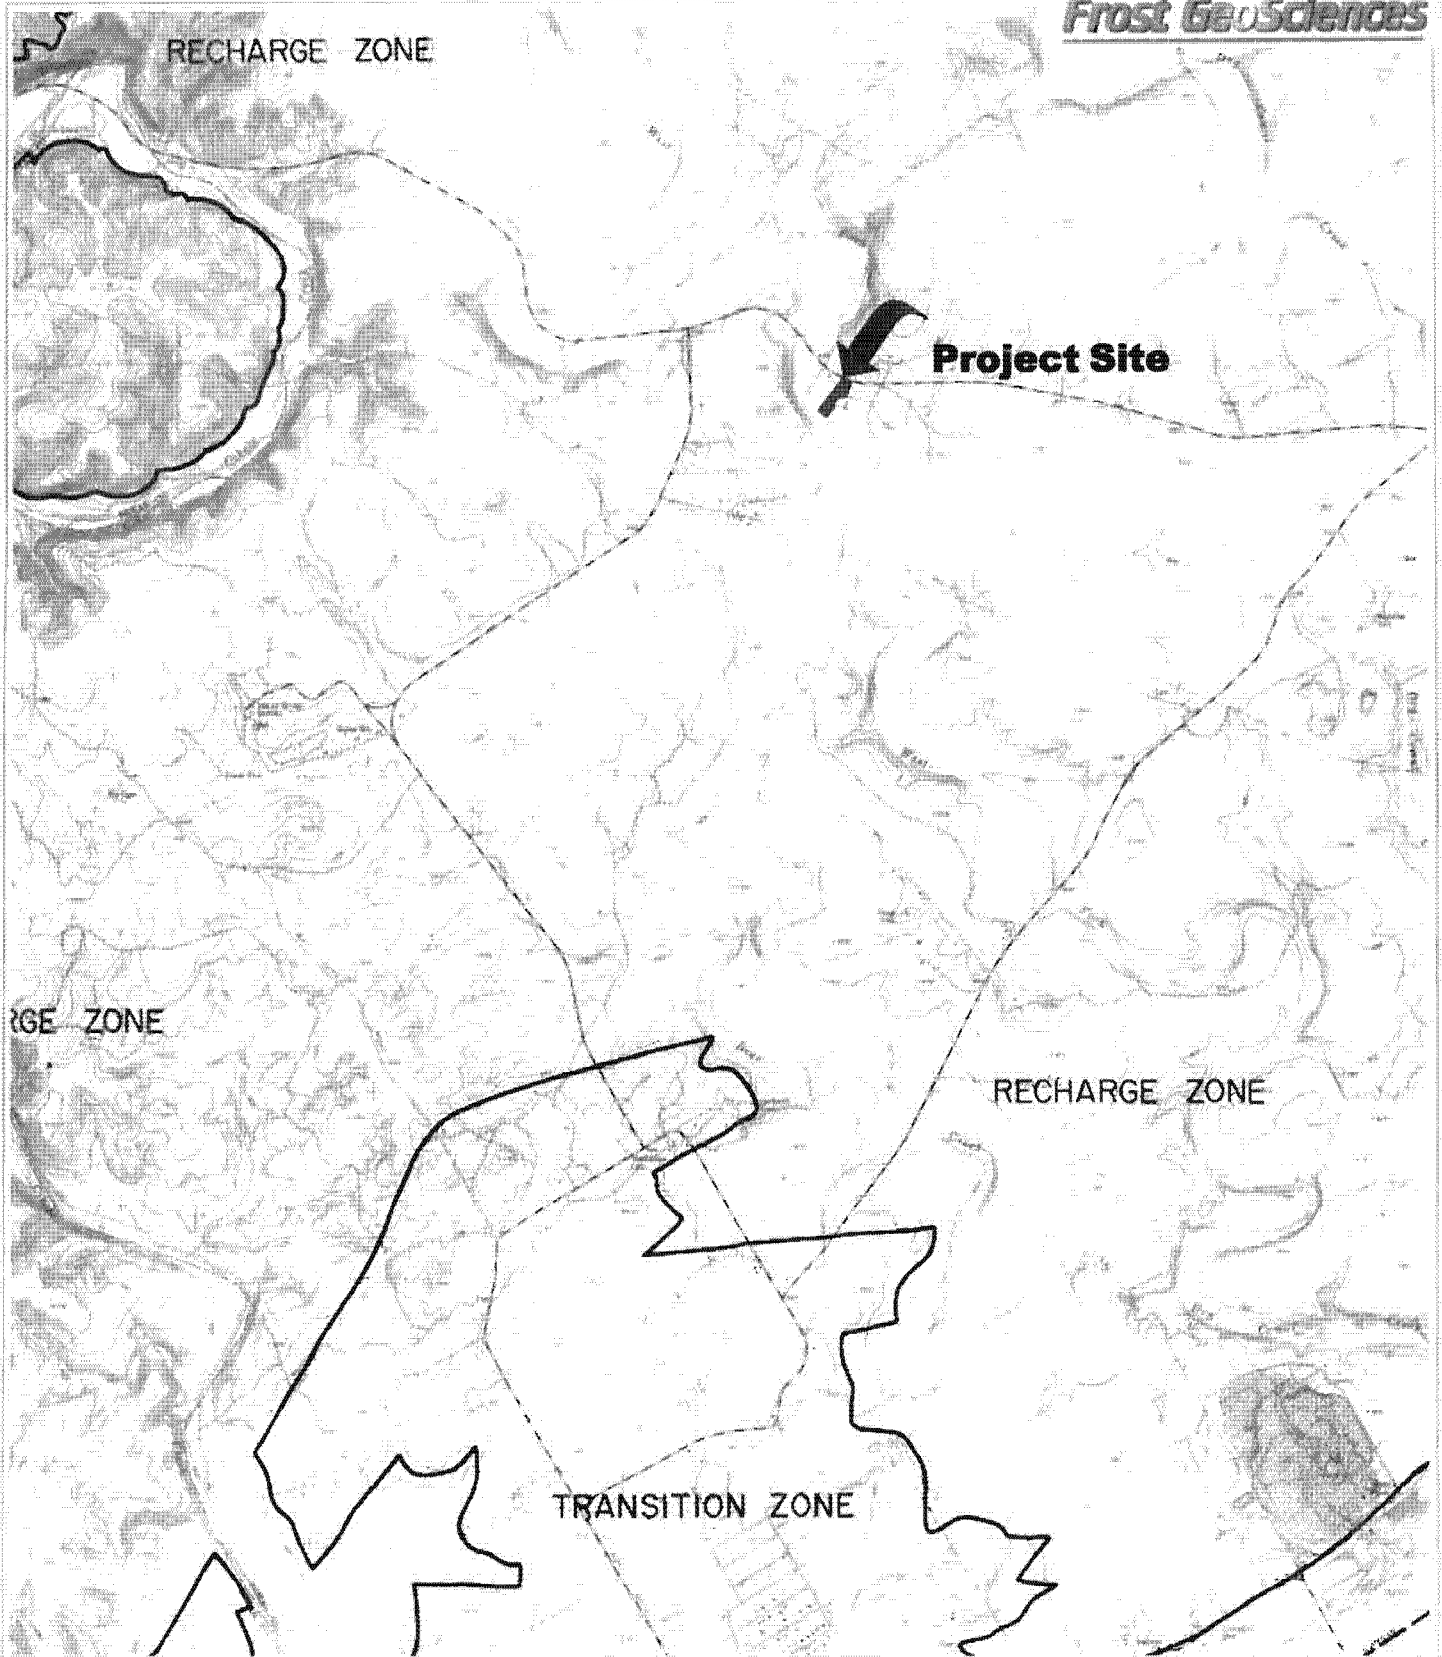 Frost GeoSciences
RECHARGE ZONE
Project Site
RGE ZONE
RECHARGE ZONE
TRANSITION ZONE